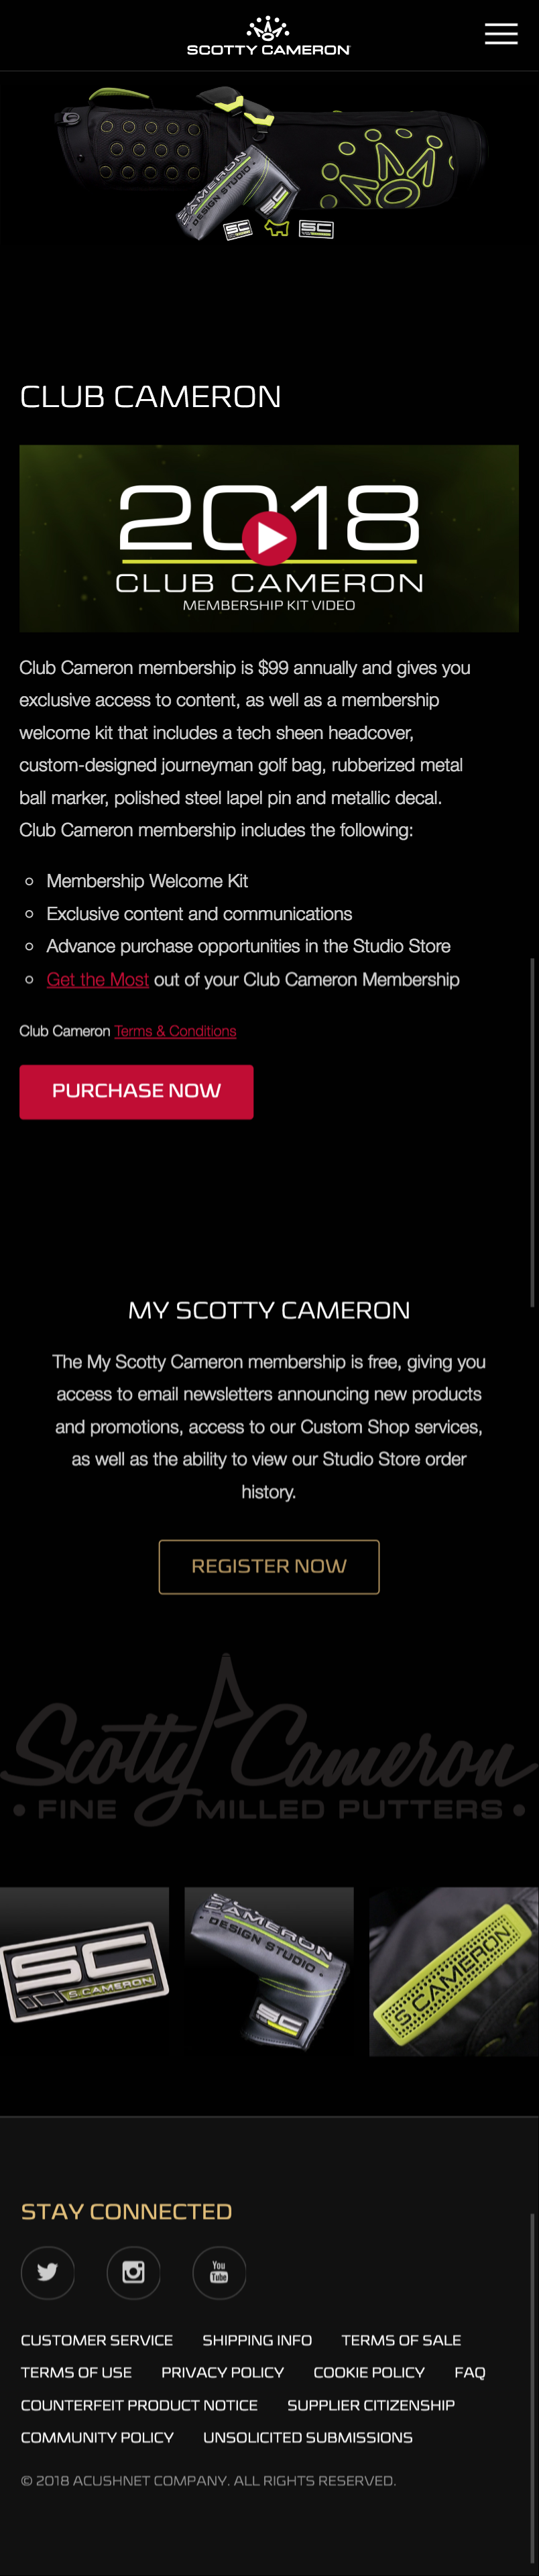 SCOTTY CAMERON
CAMERON
DESIGN STUDIO
SC
SC
SC
CLUB CAMERON
2018
CLUB CAMERON
MEMBERSHIP KIT VIDEO
Club Cameron membership is $99 annually and gives you
exclusive access to content, as well as a membership
welcome kit that includes a tech sheen headcover,
custom-designed journeyman golf bag, rubberized metal
ball marker, polished steel lapel pin and metallic decal.
Club Cameron membership includes the following:
Membership Welcome Kit
Exclusive content and communications
Advance purchase opportunities in the Studio Store
Get the Most out of your Club Cameron Membership
Club Cameron Terms & Conditions
PURCHASE NOW
MY SCOTTY CAMERON
The My Scotty Cameron membership is free, giving you
access to email newsletters announcing new products
and promotions, access to our Custom Shop services,
as well as the ability to view our Studio Store order
history.
REGISTER NOW
Scotty Cameron
• FINE MILLED PUTTERS •
SC
S.CAMERON
CAMERON
DESIGN STUDIO •
SC
S.CAMERON
STAY CONNECTED
You
Tube
CUSTOMER SERVICE SHIPPING INFO TERMS OF SALE
TERMS OF USE PRIVACY POLICY COOKIE POLICY FAQ
COUNTERFEIT PRODUCT NOTICE SUPPLIER CITIZENSHIP
COMMUNITY POLICY UNSOLICITED SUBMISSIONS
© 2018 ACUSHNET COMPANY. ALL RIGHTS RESERVED.